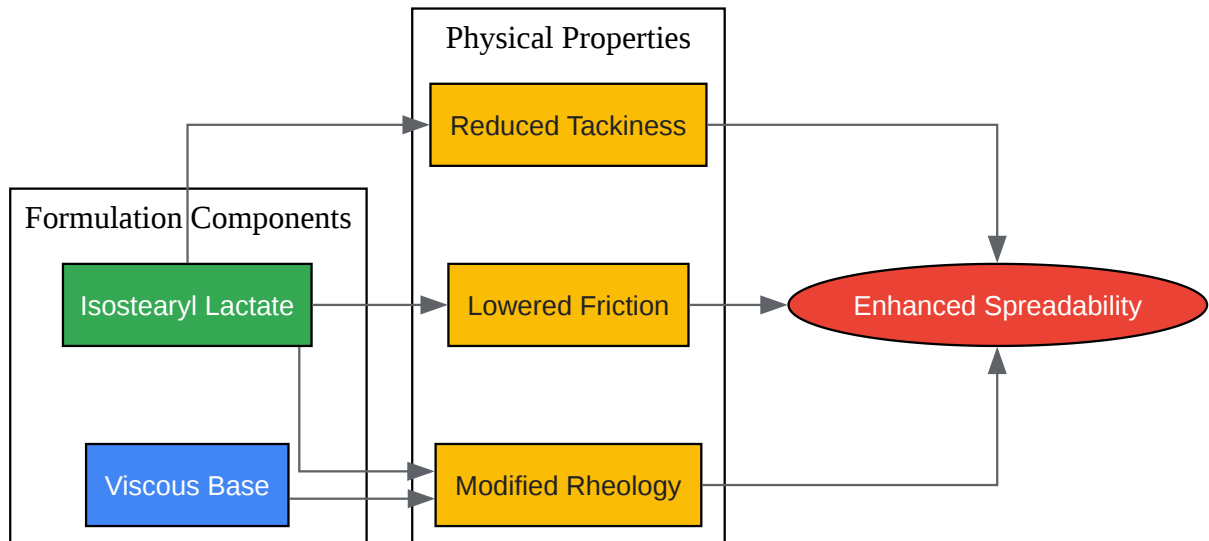 Physical Properties
Reduced Tackiness
Formulation Components
Isostearyl Lactate
Lowered Friction
Enhanced Spreadability
Viscous Base
Modified Rheology